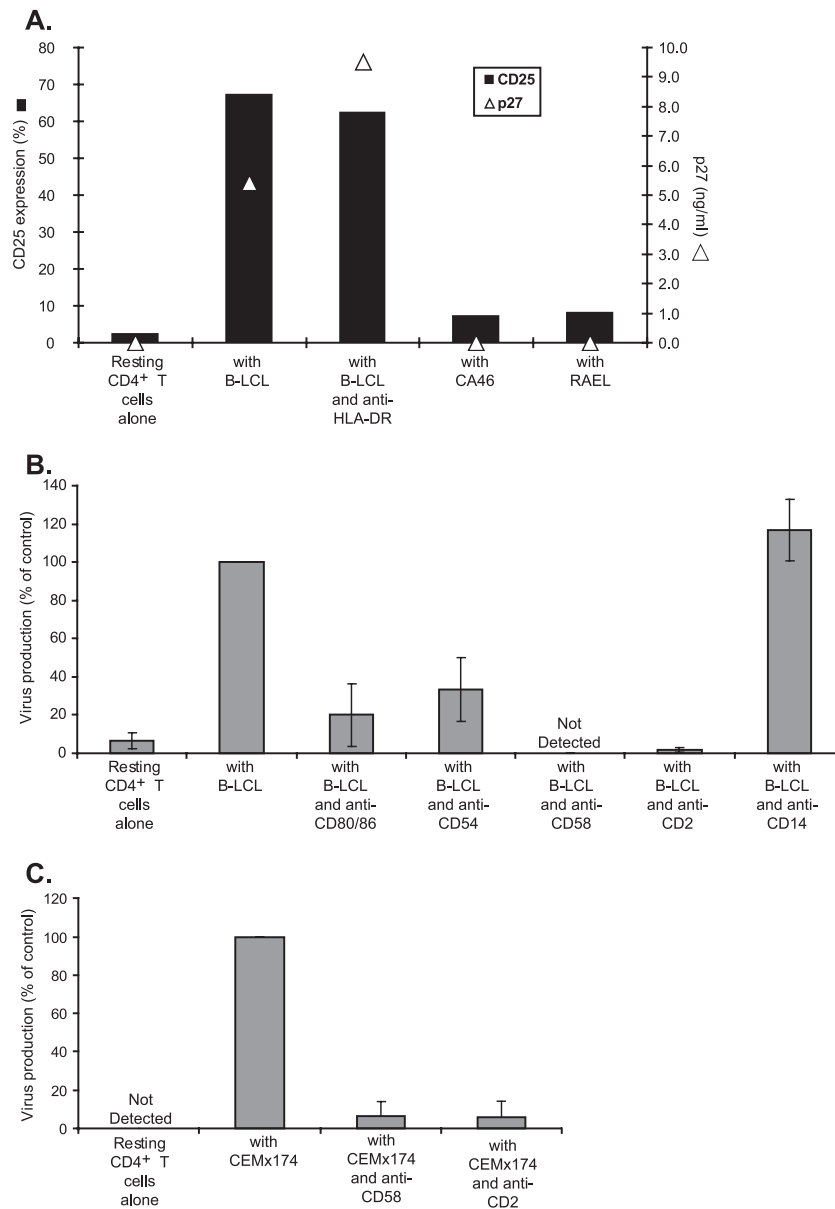 A.
80
70
60
50
40
30
20
10
0
CD25 expression (%)
CD25
p27
10.0
9.0
8.0
7.0
6.0
5.0
4.0
3.0
2.0
1.0
0.0
p27 (ng/ml)
Resting
CD4+ T
cells
alone
with
B-LCL
with
B-LCL
and anti-
HLA-DR
with
CA46
with
RAEL
B.
140
120
100
80
60
40
20
0
Virus production (% of control)
Not
Detected
Resting
CD4+ T
cells
alone
with
B-LCL
with
B-LCL
and anti-
CD80/86
with
B-LCL
and anti-
CD54
with
B-LCL
and anti-
CD58
with
B-LCL
and anti-
CD2
with
B-LCL
and anti-
CD14
C.
120
100
80
60
40
20
0
Virus production (% of control)
Not
Detected
Resting
CD4+ T
cells
alone
with
CEMx174
with
CEMx174
and anti-
CD58
with
CEMx174
and anti-
CD2